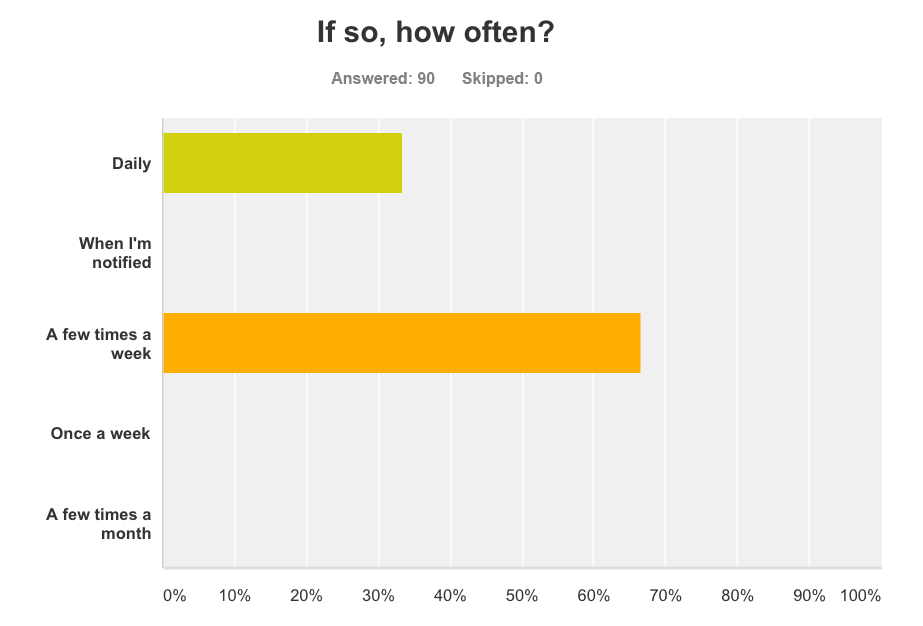 If so, how often?
Answered: 90 Skipped: 0
Daily
When I'm
notified
A few times a
week
Once a week
A few times a
month
0% 10% 20% 30% 40% 50% 60% 70% 80% 90% 100%